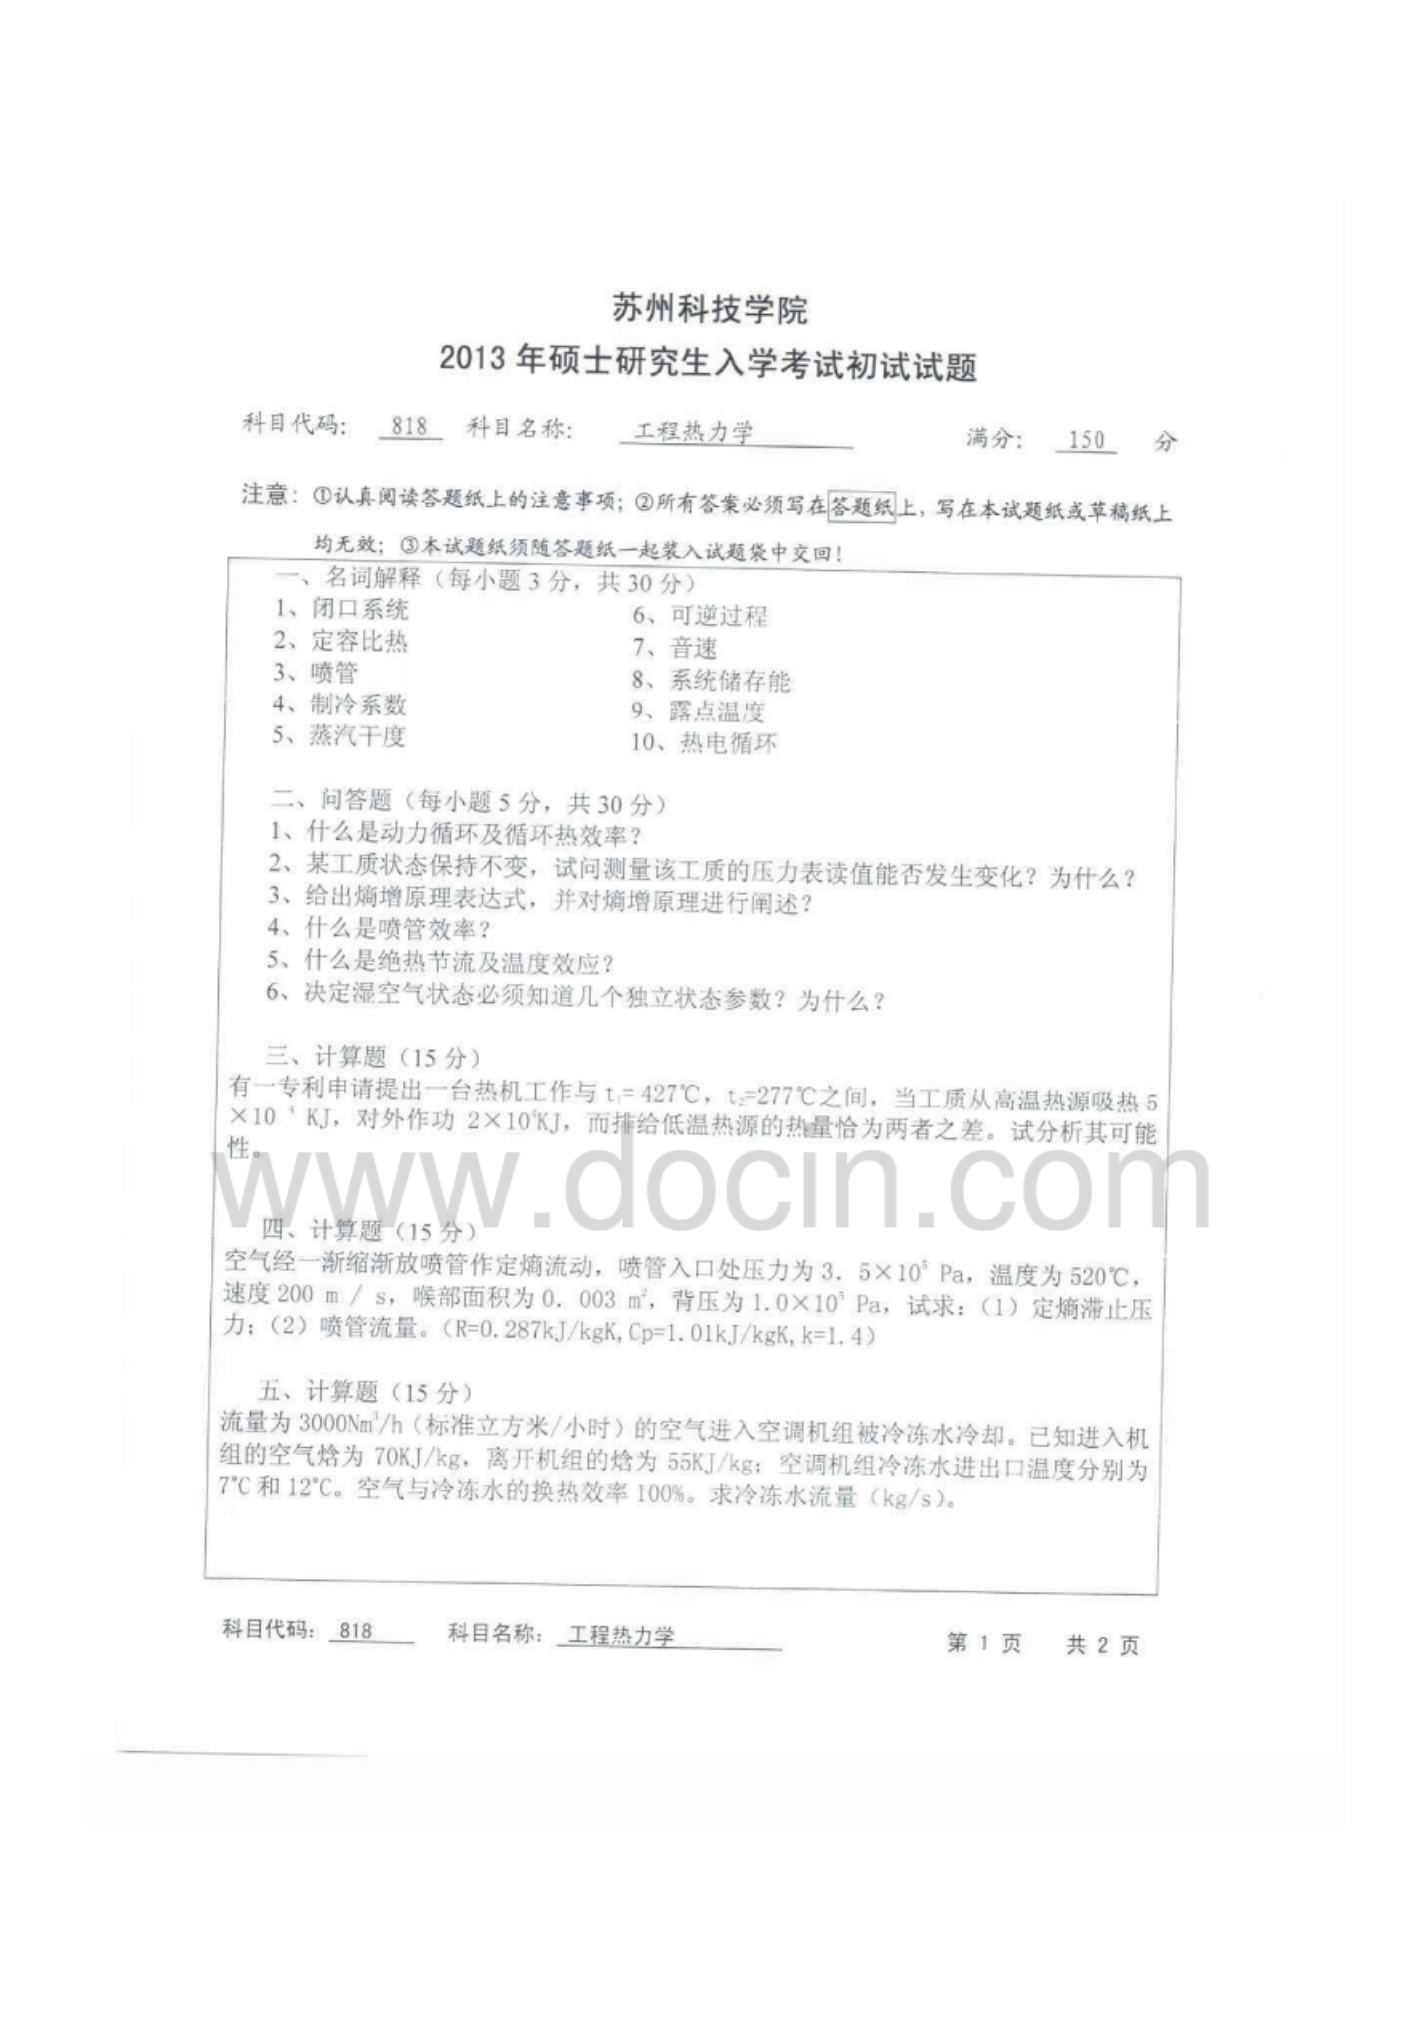 苏州科技学院
2013 年硕士研究生入学考试初试试题
科目代码: 818 科目名称: 工程热力学 满分: 150 分
注意: ①认真阅读答题纸上的注意事项; ②所有答案必须写在答题纸上, 写在本试题纸或草稿纸上
均无效; ③本试题纸须随答题纸一起装入试题袋中交回!
一、名词解释（每小题 3 分，共 30 分）
1、闭口系统 6、可逆过程
2、定容比热 7、音速
3、喷管 8、系统储存能
4、制冷系数 9、露点温度
5、蒸汽干度 10、热电循环
二、问答题（每小题 5 分，共 30 分）
1、什么是动力循环及循环热效率？
2、某工质状态保持不变，试问测量该工质的压力表读值能否发生变化？为什么？
3、给出熵增原理表达式，并对熵增原理进行阐述？
4、什么是喷管效率？
5、什么是绝热节流及温度效应？
6、决定湿空气状态必须知道几个独立状态参数？为什么？
三、计算题（15 分）
有一专利申请提出一台热机工作与 t₁= 427℃，t₂=277℃之间，当工质从高温热源吸热 5
×10⁴ KJ，对外作功 2×10⁴KJ，而排给低温热源的热量恰为两者之差。试分析其可能
性。
www.docin.com
四、计算题（15 分）
空气经一渐缩渐放喷管作定熵流动，喷管入口处压力为 3．5×10⁵ Pa，温度为 520℃，
速度 200 m / s，喉部面积为 0．003 m²，背压为 1.0×10⁵ Pa，试求：（1）定熵滞止压
力；（2）喷管流量。（R=0.287kJ/kgK,Cp=1.01kJ/kgK,k=1.4）
五、计算题（15 分）
流量为 3000Nm³/h（标准立方米/小时）的空气进入空调机组被冷冻水冷却。已知进入机
组的空气焓为 70KJ/kg，离开机组的焓为 55KJ/kg；空调机组冷冻水进出口温度分别为
7℃和 12℃。空气与冷冻水的换热效率 100%。求冷冻水流量（kg/s）。
科目代码: 818 科目名称: 工程热力学 第 1 页 共 2 页